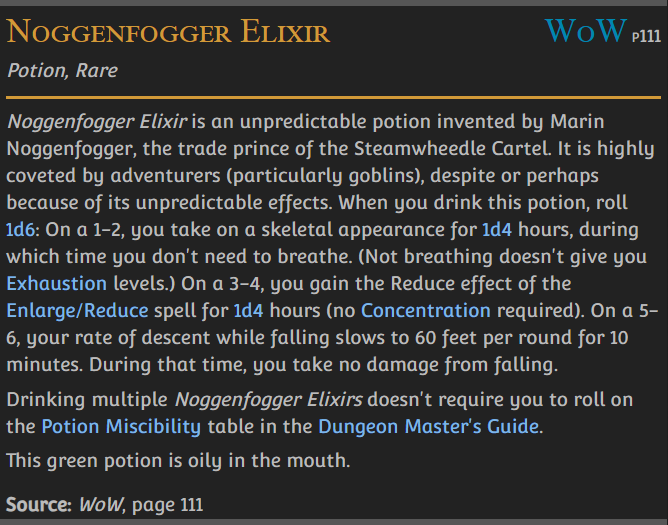 Noggenfogger Elixir WoW p111
Potion, Rare
Noggenfogger Elixir is an unpredictable potion invented by Marin
Noggenfogger, the trade prince of the Steamwheedle Cartel. It is highly
coveted by adventurers (particularly goblins), despite or perhaps
because of its unpredictable effects. When you drink this potion, roll
1d6: On a 1–2, you take on a skeletal appearance for 1d4 hours, during
which time you don't need to breathe. (Not breathing doesn't give you
Exhaustion levels.) On a 3–4, you gain the Reduce effect of the
Enlarge/Reduce spell for 1d4 hours (no Concentration required). On a 5–
6, your rate of descent while falling slows to 60 feet per round for 10
minutes. During that time, you take no damage from falling.
Drinking multiple Noggenfogger Elixirs doesn't require you to roll on
the Potion Miscibility table in the Dungeon Master's Guide.
This green potion is oily in the mouth.
Source: WoW, page 111